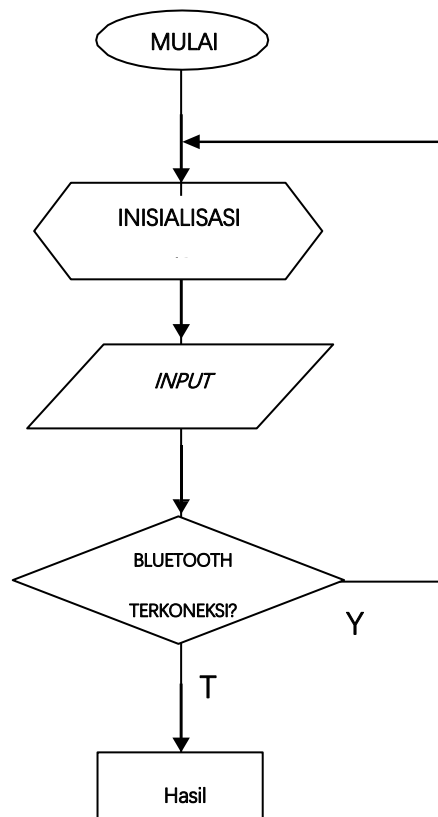 MULAI
INISIALISASI
INPUT
BLUETOOTH
TERKONEKSI?
Y
T
Hasil